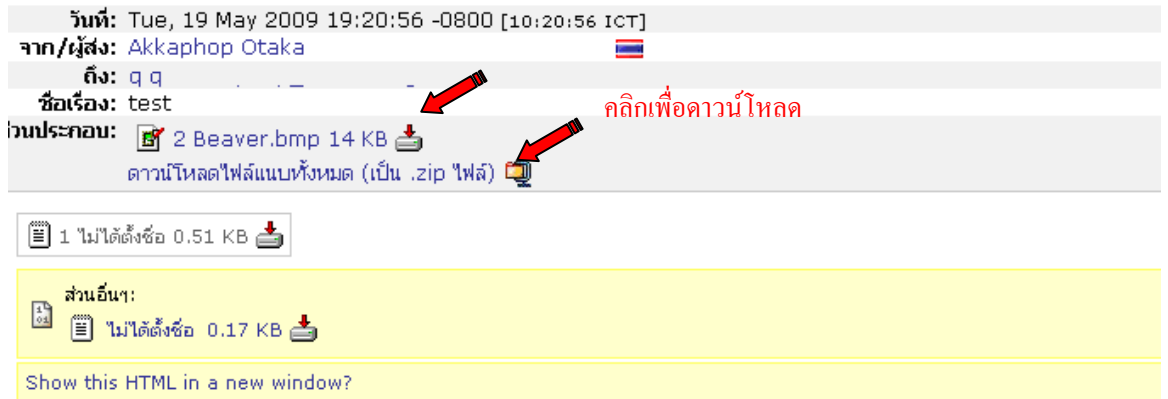 วันที่: Tue, 19 May 2009 19:20:56 -0800 [10:20:56 ICT]
จาก/ผู้ส่ง: Akkaphop Otaka
ถึง: q q
ชื่อเรื่อง: test
คลิกเพื่อดาวน์โหลด
่วนประกอบ: 2 Beaver.bmp 14 KB
ดาวน์โหลดไฟล์แนบทั้งหมด (เป็น .zip ไฟล์)
1 ไม่ได้ตั้งชื่อ 0.51 KB
ส่วนอื่นๆ:
ไม่ได้ตั้งชื่อ 0.17 KB
Show this HTML in a new window?